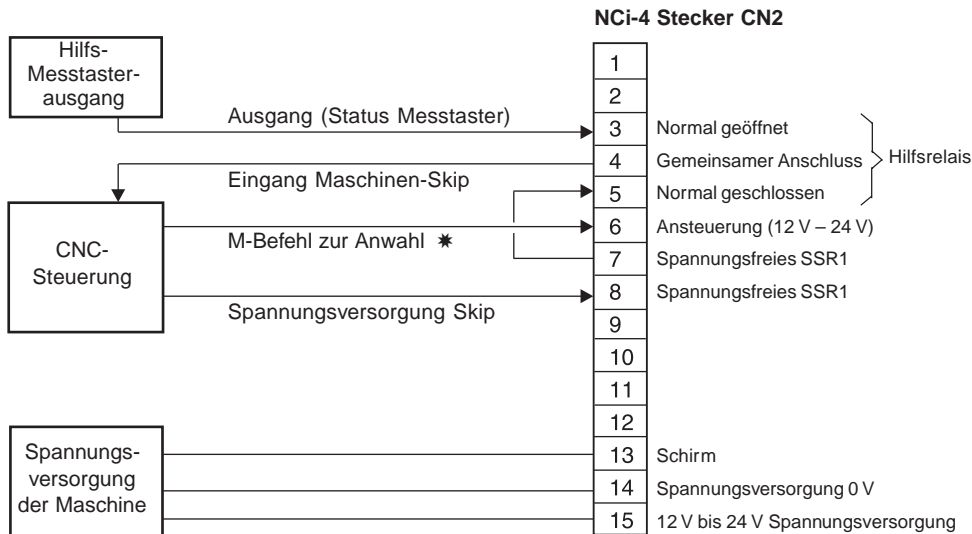 NCi-4 Stecker CN2
Hilfs-
Messtaster-
ausgang
Ausgang (Status Messtaster)
Eingang Maschinen-Skip
CNC-
Steuerung
M-Befehl zur Anwahl ✷
Spannungsversorgung Skip
Spannungs-
versorgung
der Maschine
1
2
3 Normal geöffnet
4 Gemeinsamer Anschluss
5 Normal geschlossen
Hilfsrelais
6 Ansteuerung (12 V – 24 V)
7 Spannungsfreies SSR1
8 Spannungsfreies SSR1
9
10
11
12
13 Schirm
14 Spannungsversorgung 0 V
15 12 V bis 24 V Spannungsversorgung